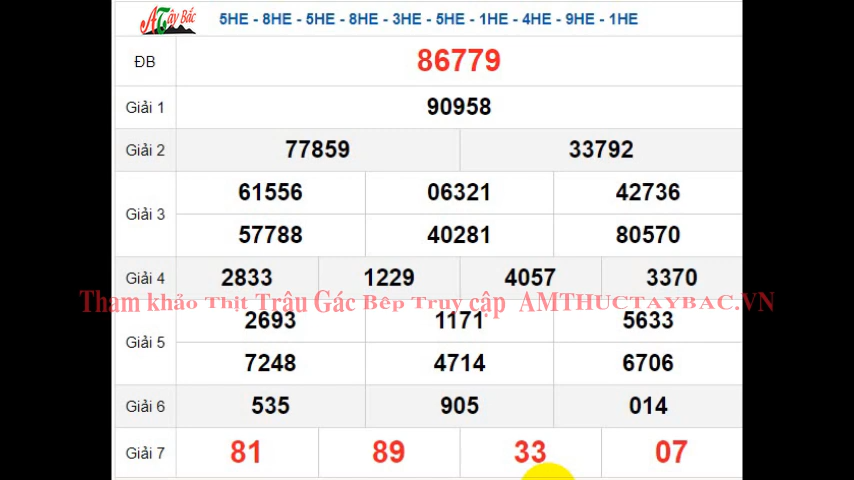 ATây Bắc
5HE - 8HE - 5HE - 8HE - 3HE - 5HE - 1HE - 4HE - 9HE - 1HE
ĐB 86779
Giải 1 90958
Giải 2 77859 33792
Giải 3 61556 06321 42736
57788 40281 80570
Giải 4 2833 1229 4057 3370
Tham khảo Thịt Trâu Gác Bếp Truy cập AMTHUCTAYBAC.VN
Giải 5 2693 1171 5633
7248 4714 6706
Giải 6 535 905 014
Giải 7 81 89 33 07